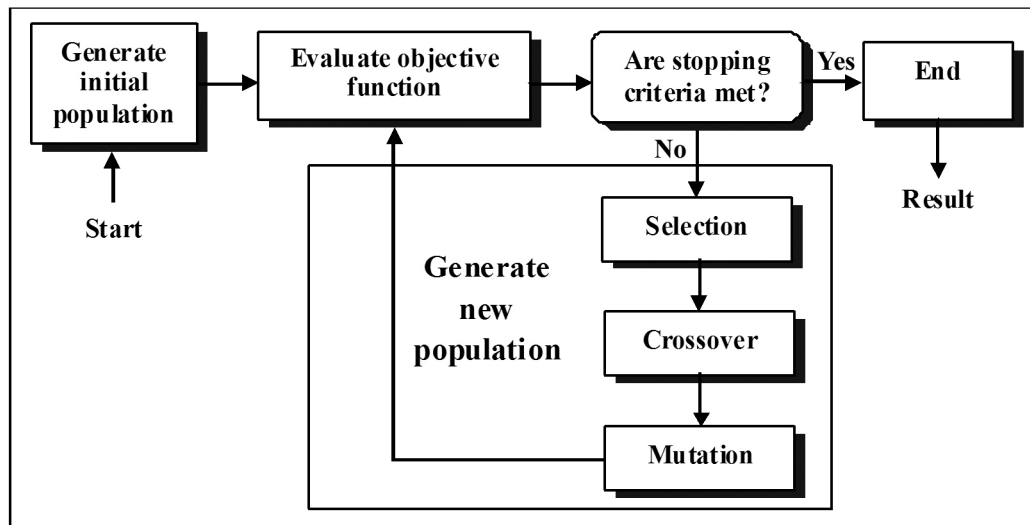 Generate
initial
population
Evaluate objective
function
Are stopping
criteria met?
Yes
End
No
Start
Result
Selection
Generate
new
population
Crossover
Mutation